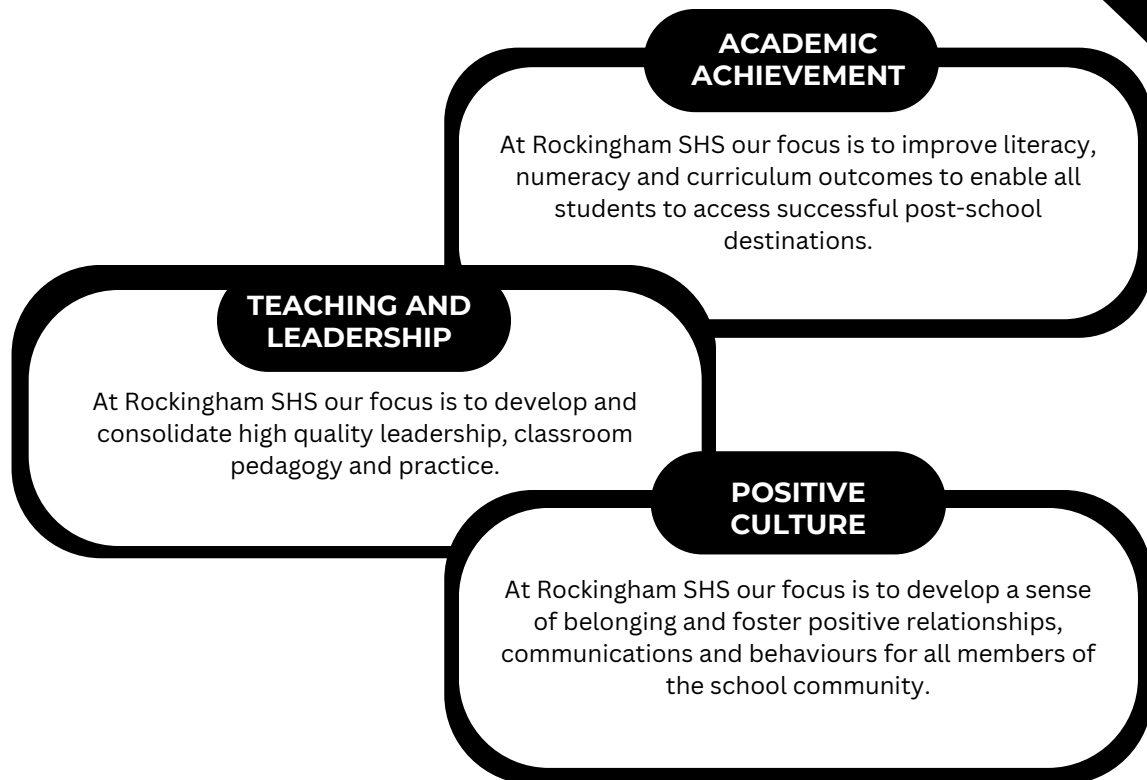 ACADEMIC
ACHIEVEMENT
At Rockingham SHS our focus is to improve literacy,
numeracy and curriculum outcomes to enable all
students to access successful post-school
destinations.
TEACHING AND
LEADERSHIP
At Rockingham SHS our focus is to develop and
consolidate high quality leadership, classroom
pedagogy and practice.
POSITIVE
CULTURE
At Rockingham SHS our focus is to develop a sense
of belonging and foster positive relationships,
communications and behaviours for all members of
the school community.